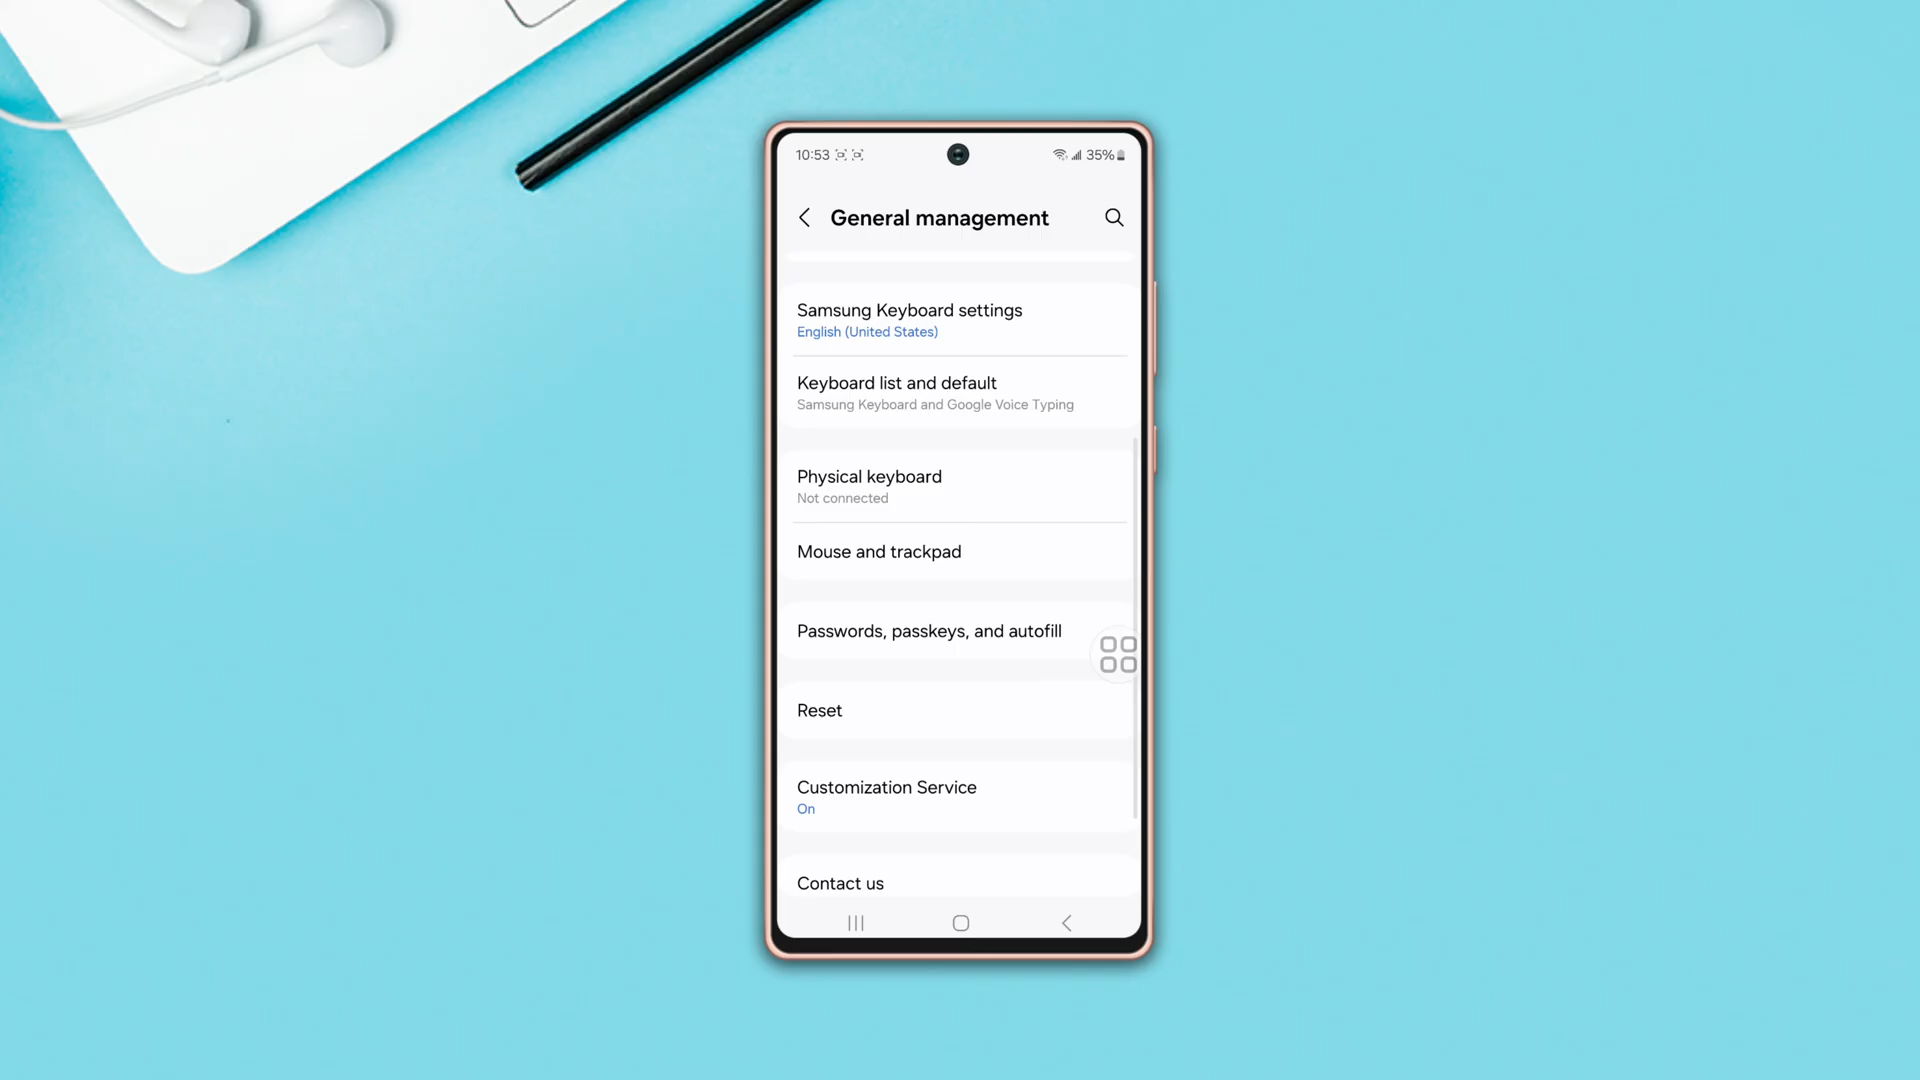 10:53
35%
General management
Samsung Keyboard settings
English (United States)
Keyboard list and default
Samsung Keyboard and Google Voice Typing
Physical keyboard
Not connected
Mouse and trackpad
Passwords, passkeys, and autofill
Reset
Customization Service
On
Contact us